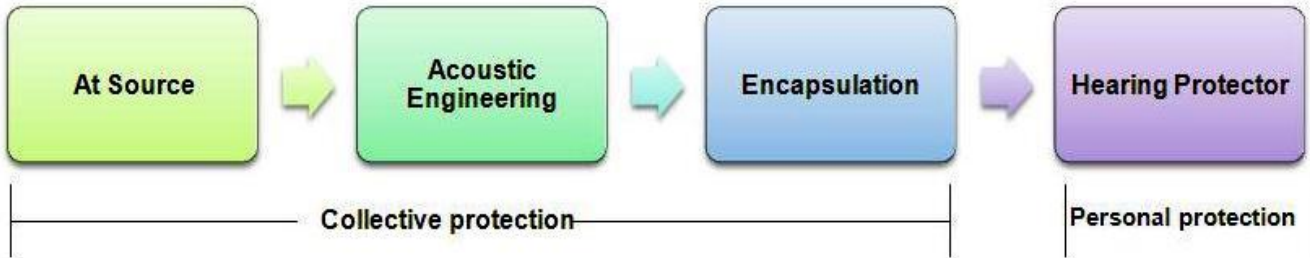 At Source
Acoustic
Engineering
Encapsulation
Hearing Protector
Collective protection
Personal protection